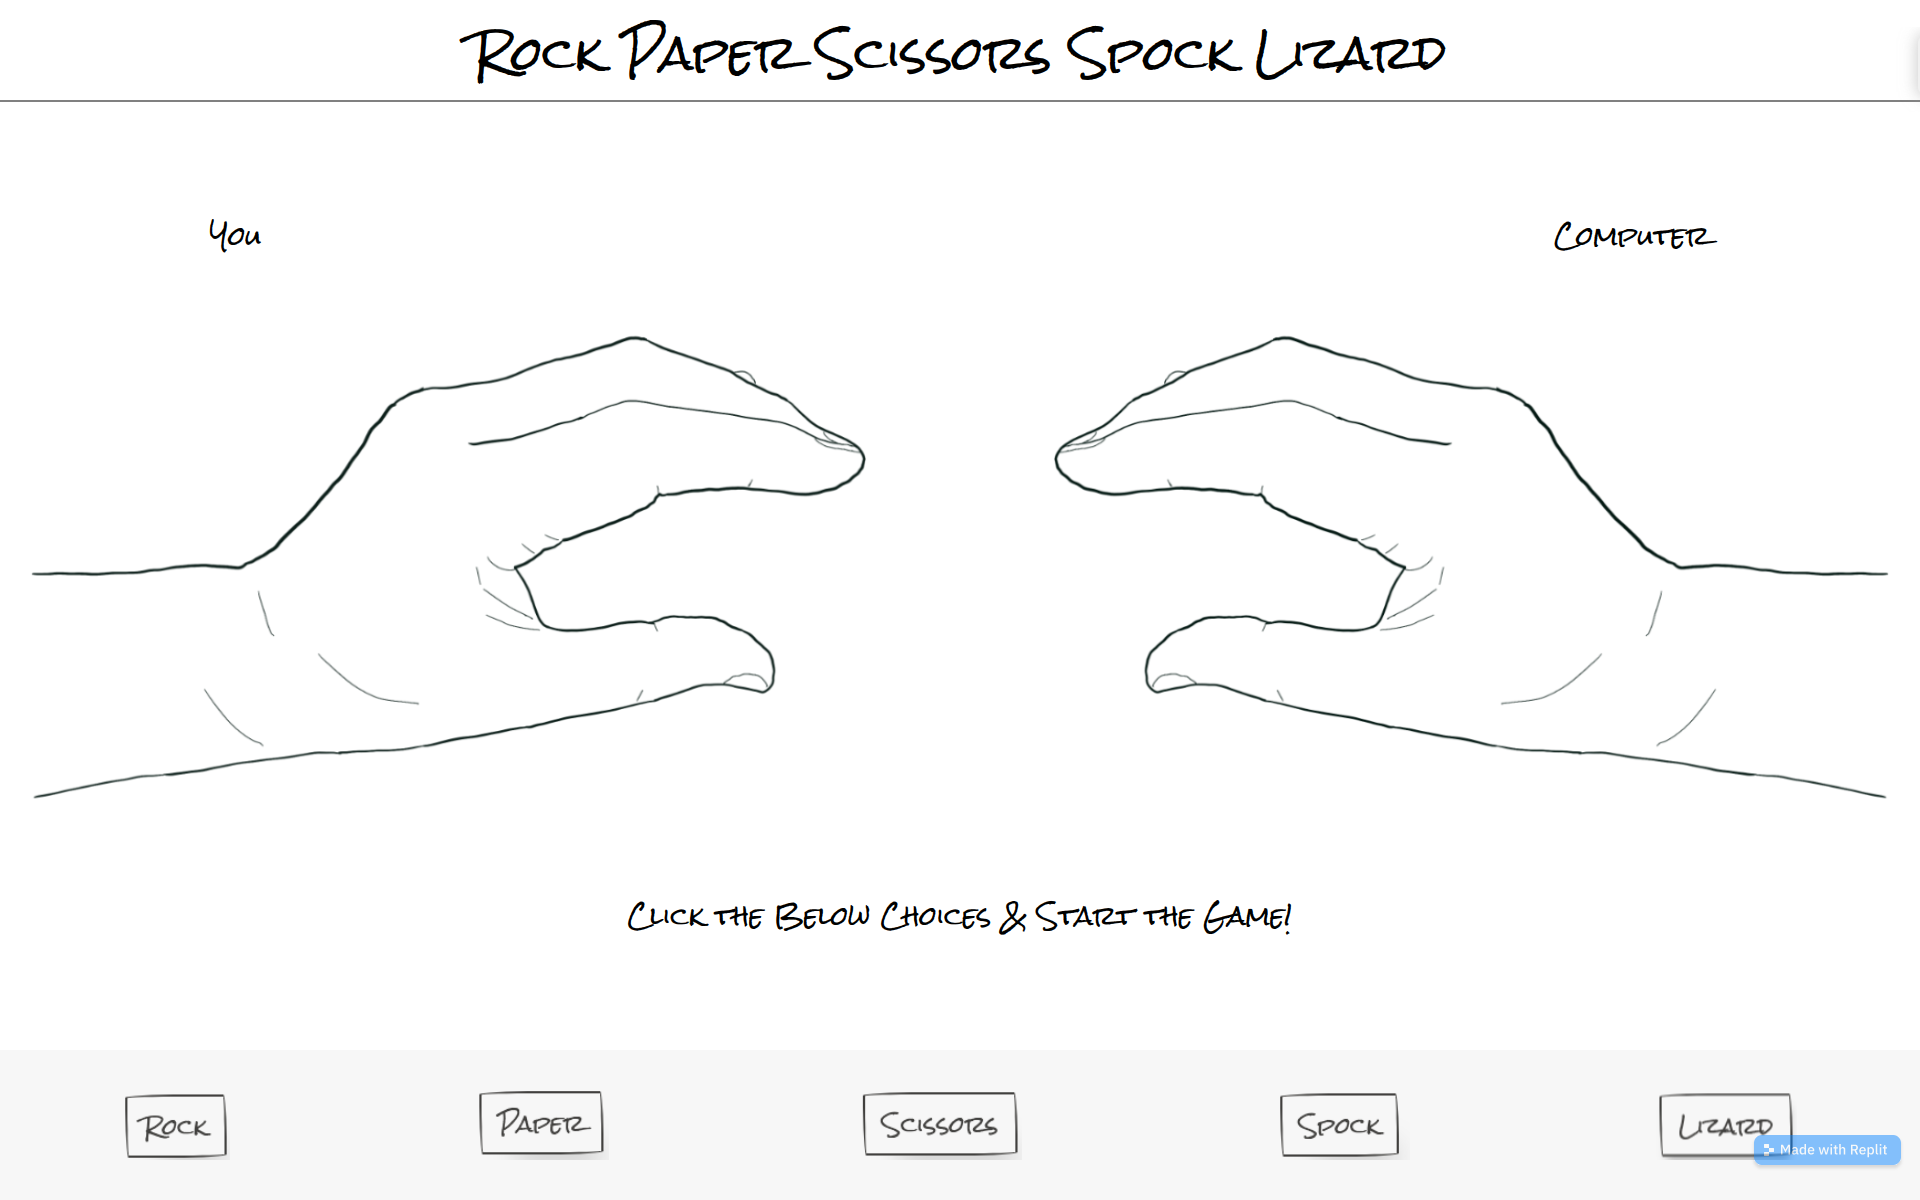 Rock Paper Scissors Spock Lizard
You
Computer
Click the Below Choices & Start the Game!
Rock
Paper
Scissors
Spock
Lizard
Made with Replit